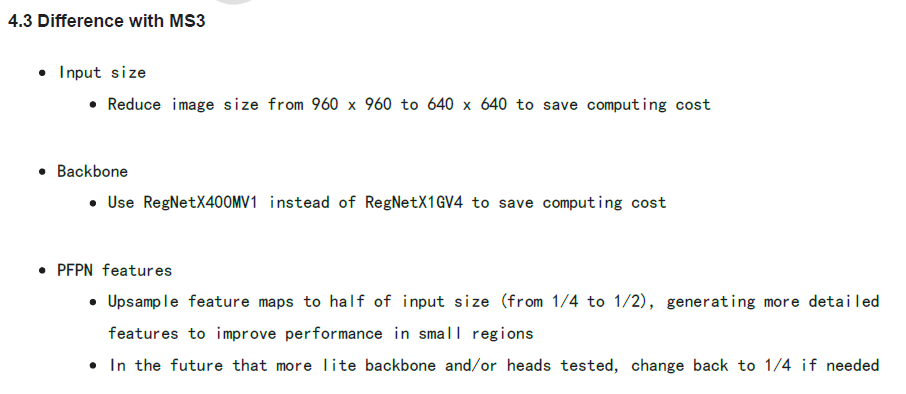 4.3 Difference with MS3
• Input size
• Reduce image size from 960 x 960 to 640 x 640 to save computing cost
• Backbone
• Use RegNetX400MV1 instead of RegNetX1GV4 to save computing cost
• PFPN features
• Upsample feature maps to half of input size (from 1/4 to 1/2), generating more detailed
features to improve performance in small regions
• In the future that more lite backbone and/or heads tested, change back to 1/4 if needed